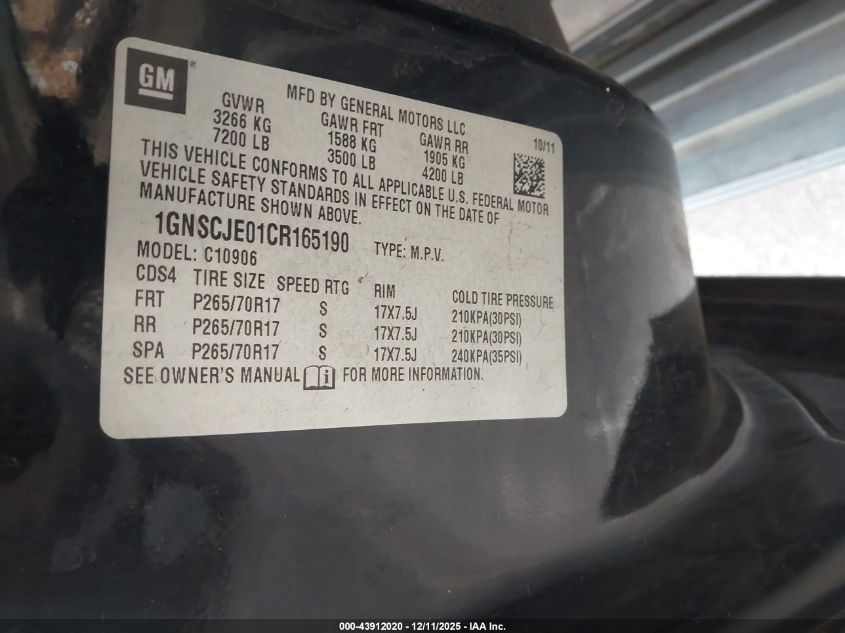 GM
MFD BY GENERAL MOTORS LLC
GVWR GAWR FRT GAWR RR 10/11
3266 KG 1588 KG 1905 KG
7200 LB 3500 LB 4200 LB
THIS VEHICLE CONFORMS TO ALL APPLICABLE U.S. FEDERAL MOTOR
VEHICLE SAFETY STANDARDS IN EFFECT ON THE DATE OF
MANUFACTURE SHOWN ABOVE.
1GNSCJE01CR165190 TYPE: M.P.V.
MODEL: C10906
CDS4 TIRE SIZE SPEED RTG RIM COLD TIRE PRESSURE
FRT P265/70R17 S 17X7.5J 210KPA(30PSI)
RR P265/70R17 S 17X7.5J 210KPA(30PSI)
SPA P265/70R17 S 17X7.5J 240KPA(35PSI)
SEE OWNER'S MANUAL i FOR MORE INFORMATION.
000-43912020 - 12/11/2025 - IAA Inc.